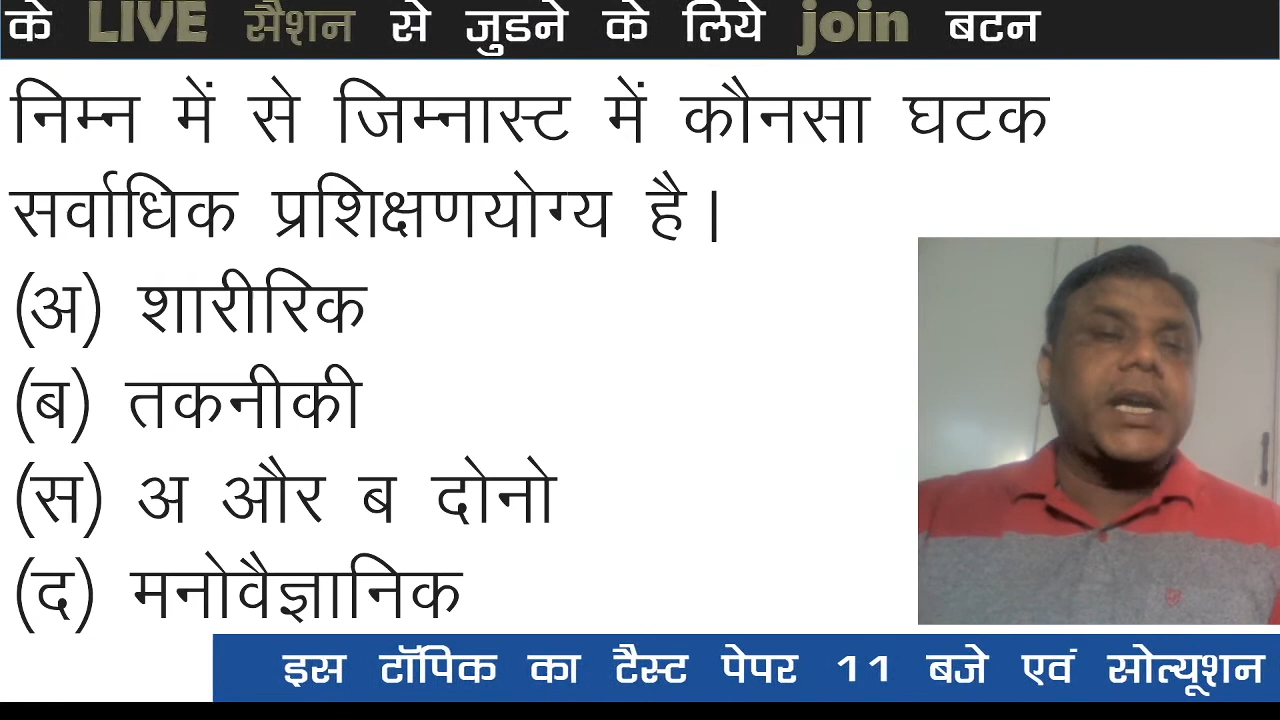 के LIVE सैशन से जुडने के लिये join बटन
निम्न में से जिम्नास्ट में कौनसा घटक
सर्वाधिक प्रशिक्षणयोग्य है।
(अ) शारीरिक
(ब) तकनीकी
(स) अ और ब दोनो
(द) मनोवैज्ञानिक
इस टॉपिक का टैस्ट पेपर 11 बजे एवं सोल्यूशन